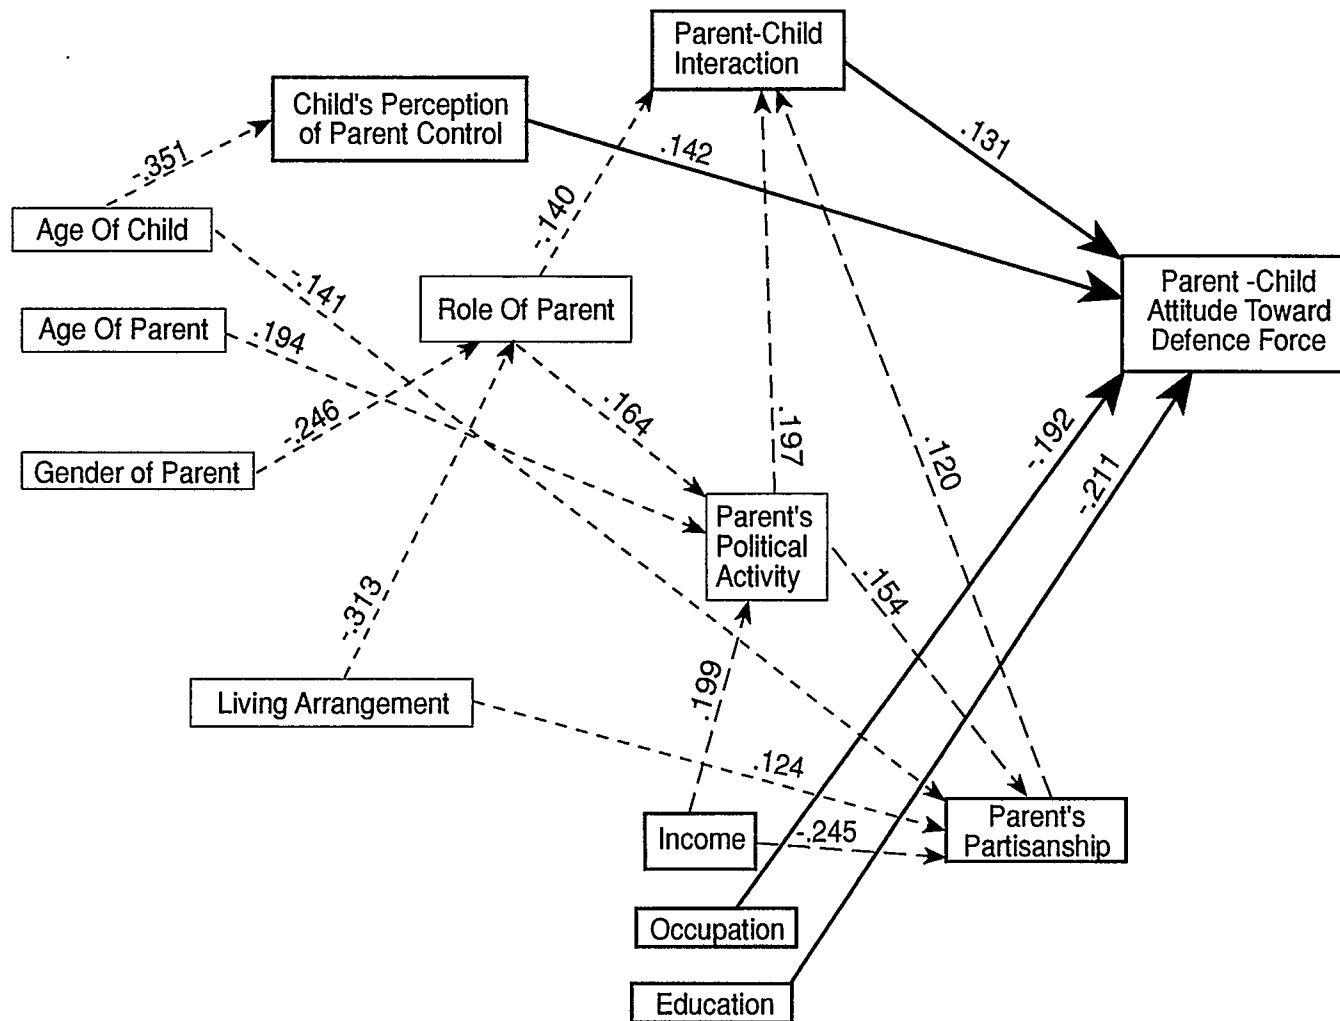 Parent-Child
Interaction
Child's Perception
of Parent Control
.131
.142
-.351
-.140
Age Of Child
Parent -Child
Attitude Toward
Defence Force
-.141
Role Of Parent
Age Of Parent
.194
-.246
.164
.197
-.192
.120
-.211
Gender of Parent
Parent's
Political
Activity
.154
-.313
.199
Living Arrangement
.124
Income
-.245
Parent's
Partisanship
Occupation
Education